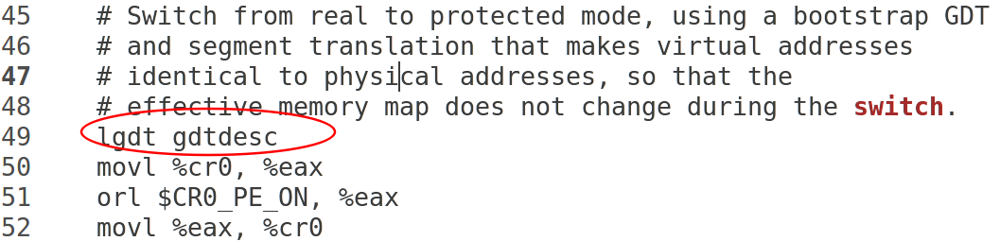 45 # Switch from real to protected mode, using a bootstrap GDT
46 # and segment translation that makes virtual addresses
47 # identical to physical addresses, so that the
48 # effective memory map does not change during the switch.
49 lgdt gdtdesc
50 movl %cr0, %eax
51 orl $CR0_PE_ON, %eax
52 movl %eax, %cr0